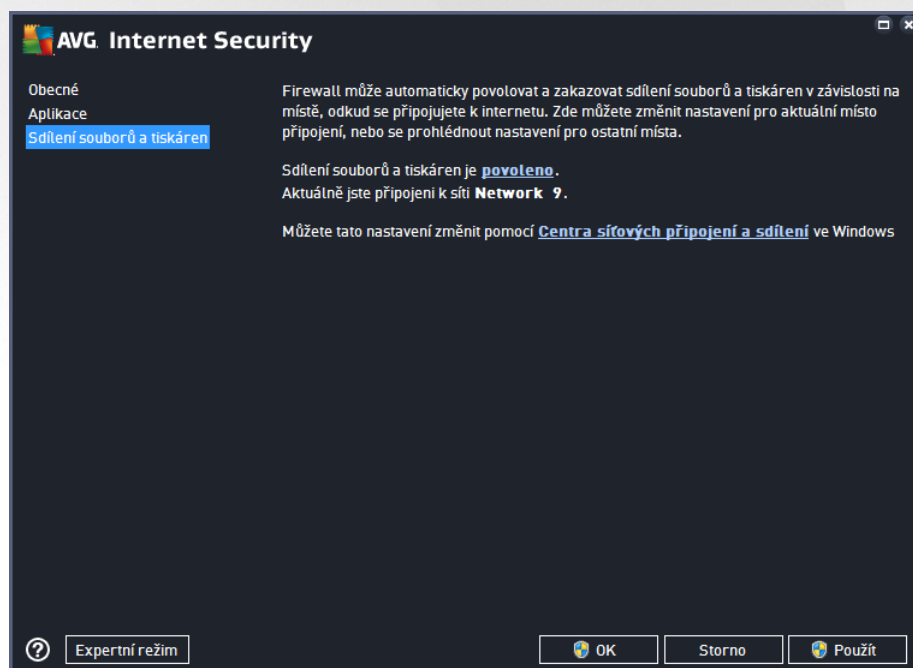 AVG. Internet Security
Obecné
Aplikace
Sdílení souborů a tiskáren
Firewall může automaticky povolovat a zakazovat sdílení souborů a tiskáren v závislosti na
místě, odkud se připojujete k internetu. Zde můžete změnit nastavení pro aktuální místo
připojení, nebo se prohlédnout nastavení pro ostatní místa.
Sdílení souborů a tiskáren je povoleno.
Aktuálně jste připojeni k síti Network 9.
Můžete tato nastavení změnit pomocí Centra síťových připojení a sdílení ve Windows
? Expertní režim
OK
Storno
Použít